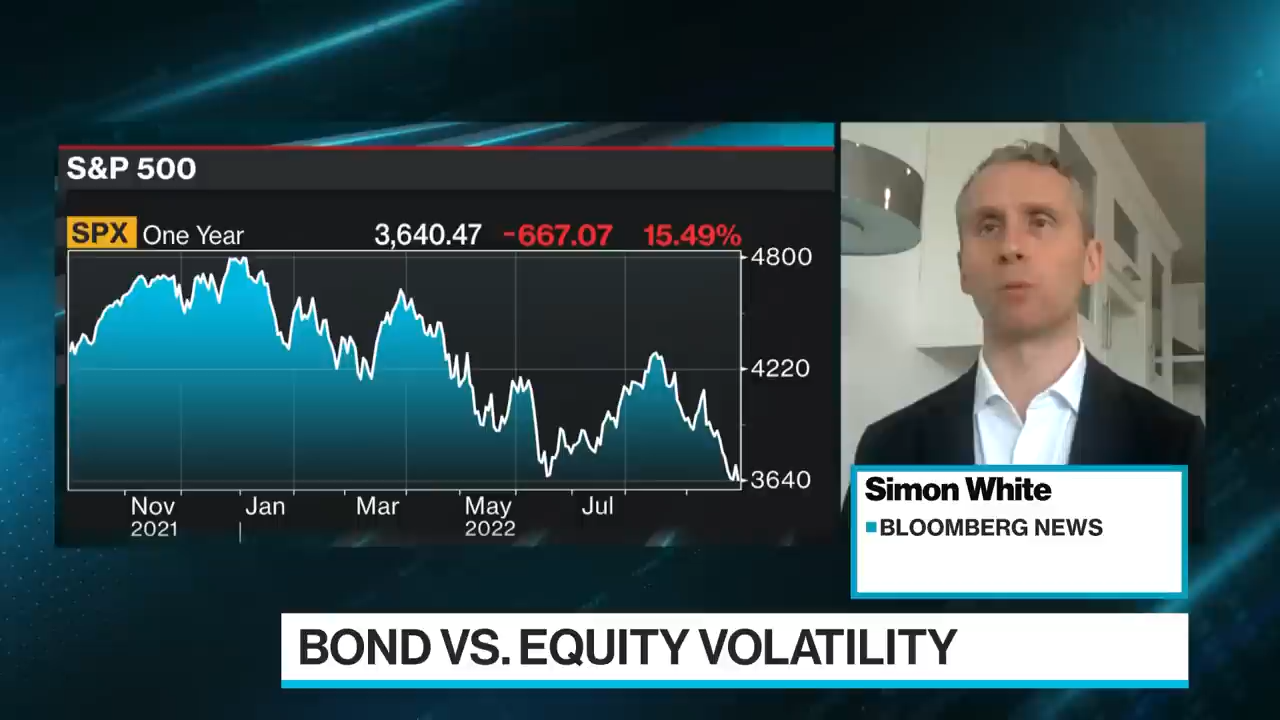 S&P 500
SPX One Year 3,640.47 -667.07 15.49%
4800
4220
3640
Nov Jan Mar May Jul
2021 2022
Simon White
BLOOMBERG NEWS
BOND VS. EQUITY VOLATILITY